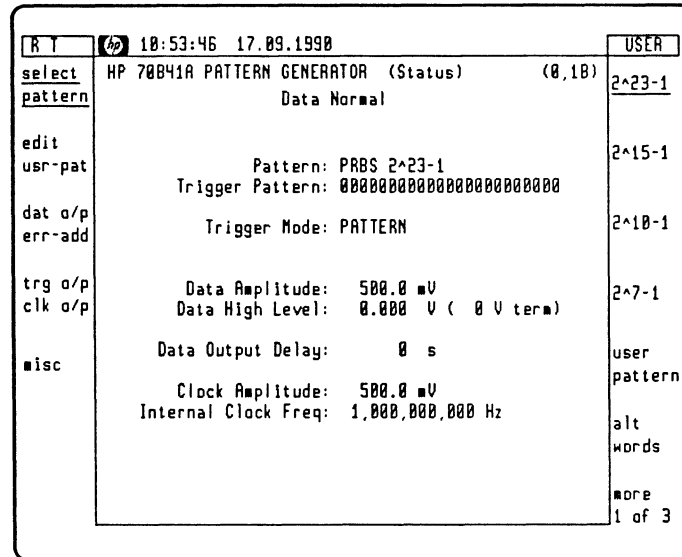 R T hp 10:53:46 17.09.1990 USER
select pattern
edit usr-pat
dat o/p err-add
trg o/p clk o/p
misc
HP 70841A PATTERN GENERATOR (Status) (0,18)
Data Normal
Pattern: PRBS 2^23-1
Trigger Pattern: 00000000000000000000000
Trigger Mode: PATTERN
Data Amplitude: 500.0 mV
Data High Level: 0.000 V ( 0 V term)
Data Output Delay: 0 s
Clock Amplitude: 500.0 mV
Internal Clock Freq: 1,000,000,000 Hz
2^23-1
2^15-1
2^10-1
2^7-1
user pattern
alt words
more 1 of 3